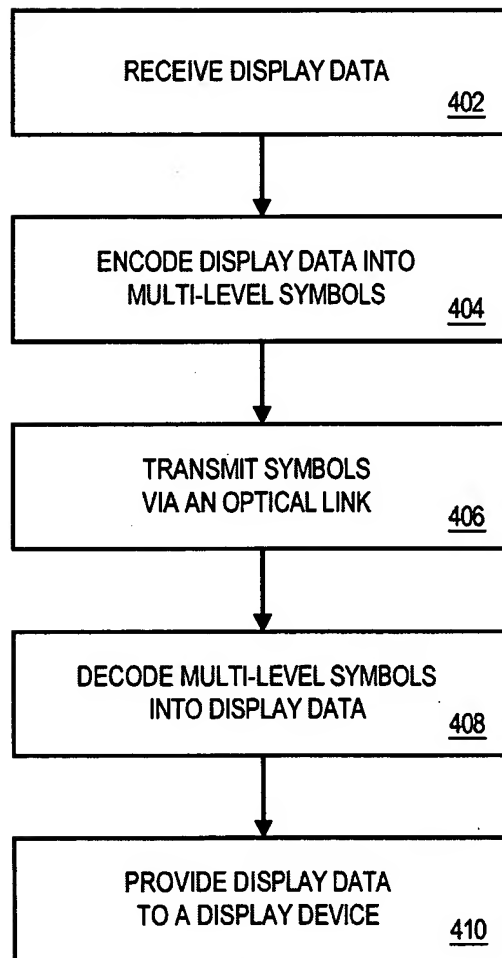 RECEIVE DISPLAY DATA
402
ENCODE DISPLAY DATA INTO
MULTI-LEVEL SYMBOLS
404
TRANSMIT SYMBOLS
VIA AN OPTICAL LINK
406
DECODE MULTI-LEVEL SYMBOLS
INTO DISPLAY DATA
408
PROVIDE DISPLAY DATA
TO A DISPLAY DEVICE
410